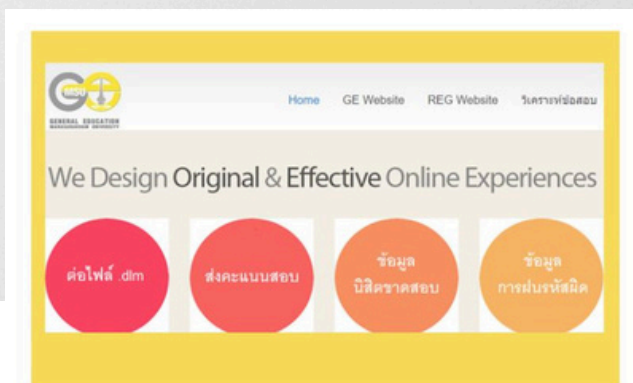 MSU
GENERAL EDUCATION
MAHASARAKHAM UNIVERSITY
Home GE Website REG Website วิเคราะห์ข้อสอบ
We Design Original & Effective Online Experiences
ต่อไฟล์ .dlm
ส่งคะแนนสอบ
ข้อมูล
นิสิตขาดสอบ
ข้อมูล
การฝนรหัสผิด